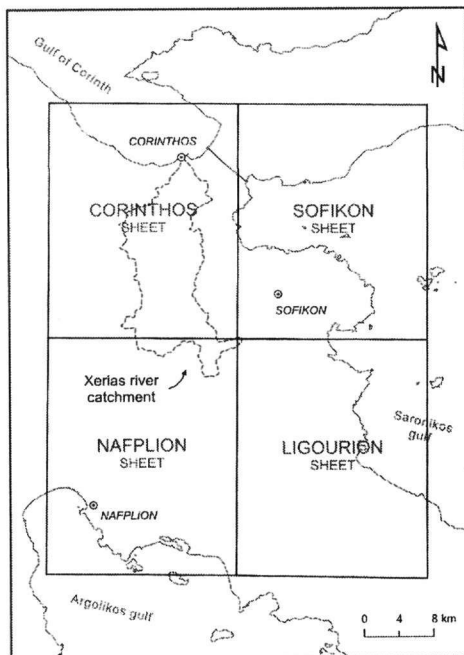 Gulf of Corinth
N
CORINTHOS
CORINTHOS
SHEET
SOFIKON
SHEET
SOFIKON
Xerias river
catchment
Saronikos
gulf
NAFPLION
SHEET
LIGOURION
SHEET
NAFPLION
Argolikos gulf
0 4 8 km